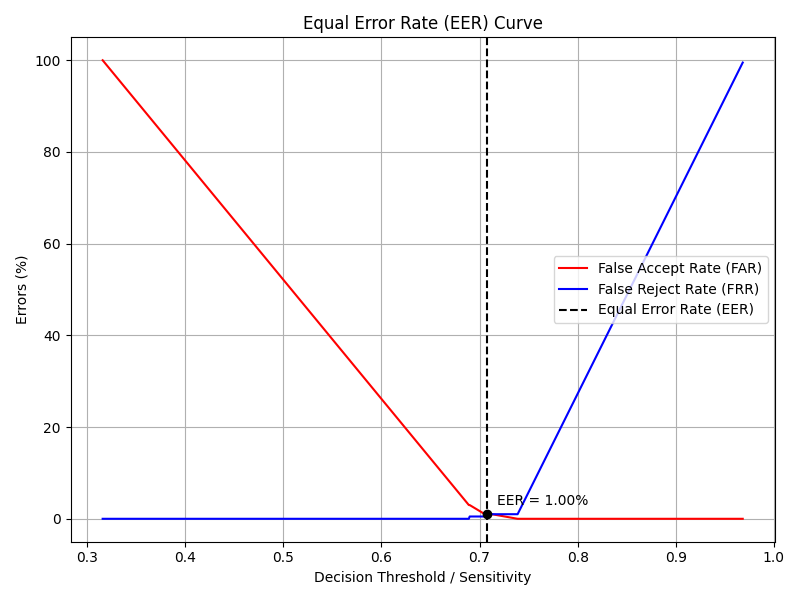 Equal Error Rate (EER) Curve
Errors (%)
100
80
60
40
20
0
False Accept Rate (FAR)
False Reject Rate (FRR)
Equal Error Rate (EER)
EER = 1.00%
0.3 0.4 0.5 0.6 0.7 0.8 0.9 1.0
Decision Threshold / Sensitivity